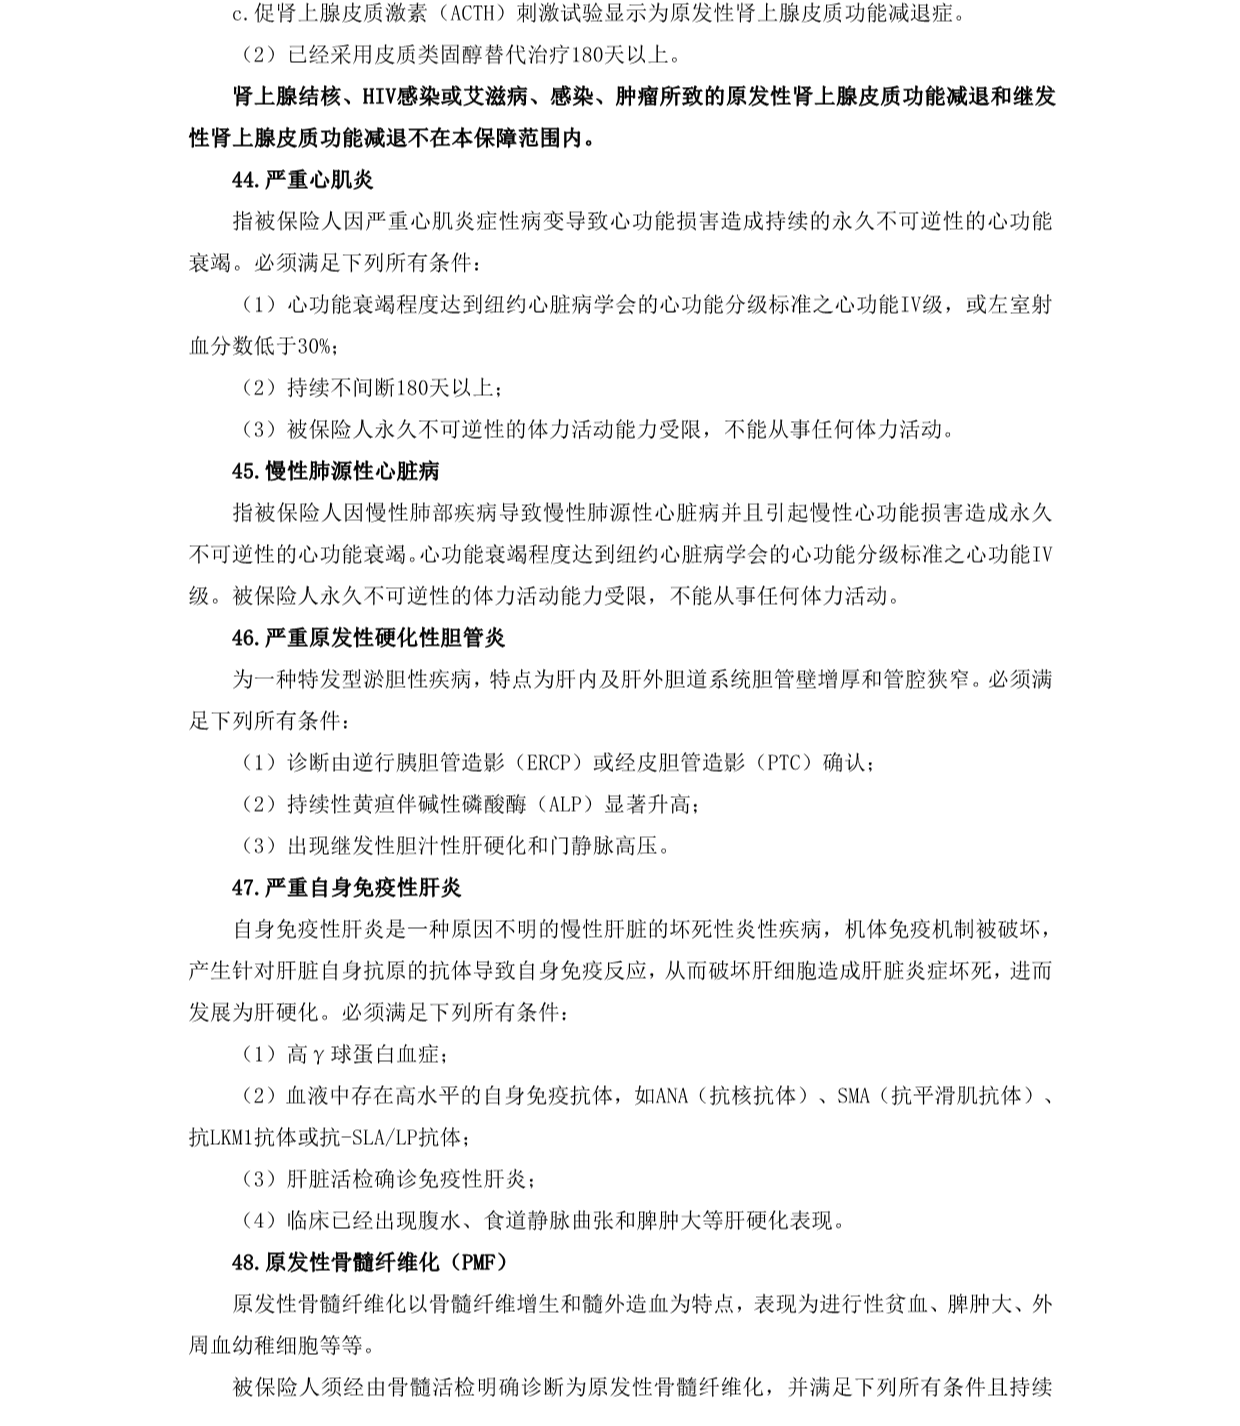 c.促肾上腺皮质激素（ACTH）刺激试验显示为原发性肾上腺皮质功能减退症。
（2）已经采用皮质类固醇替代治疗180天以上。
肾上腺结核、HIV感染或艾滋病、感染、肿瘤所致的原发性肾上腺皮质功能减退和继发
性肾上腺皮质功能减退不在本保障范围内。
44.严重心肌炎
指被保险人因严重心肌炎症性病变导致心功能损害造成持续的永久不可逆性的心功能
衰竭。必须满足下列所有条件：
（1）心功能衰竭程度达到纽约心脏病学会的心功能分级标准之心功能IV级，或左室射
血分数低于30%；
（2）持续不间断180天以上；
（3）被保险人永久不可逆性的体力活动能力受限，不能从事任何体力活动。
45.慢性肺源性心脏病
指被保险人因慢性肺部疾病导致慢性肺源性心脏病并且引起慢性心功能损害造成永久
不可逆性的心功能衰竭。心功能衰竭程度达到纽约心脏病学会的心功能分级标准之心功能IV
级。被保险人永久不可逆性的体力活动能力受限，不能从事任何体力活动。
46.严重原发性硬化性胆管炎
为一种特发型淤胆性疾病，特点为肝内及肝外胆道系统胆管壁增厚和管腔狭窄。必须满
足下列所有条件：
（1）诊断由逆行胰胆管造影（ERCP）或经皮胆管造影（PTC）确认；
（2）持续性黄疸伴碱性磷酸酶（ALP）显著升高；
（3）出现继发性胆汁性肝硬化和门静脉高压。
47.严重自身免疫性肝炎
自身免疫性肝炎是一种原因不明的慢性肝脏的坏死性炎性疾病，机体免疫机制被破坏，
产生针对肝脏自身抗原的抗体导致自身免疫反应，从而破坏肝细胞造成肝脏炎症坏死，进而
发展为肝硬化。必须满足下列所有条件：
（1）高γ球蛋白血症；
（2）血液中存在高水平的自身免疫抗体，如ANA（抗核抗体）、SMA（抗平滑肌抗体）、
抗LKM1抗体或抗-SLA/LP抗体；
（3）肝脏活检确诊免疫性肝炎；
（4）临床已经出现腹水、食道静脉曲张和脾肿大等肝硬化表现。
48.原发性骨髓纤维化（PMF）
原发性骨髓纤维化以骨髓纤维增生和髓外造血为特点，表现为进行性贫血、脾肿大、外
周血幼稚细胞等等。
被保险人须经由骨髓活检明确诊断为原发性骨髓纤维化，并满足下列所有条件且持续